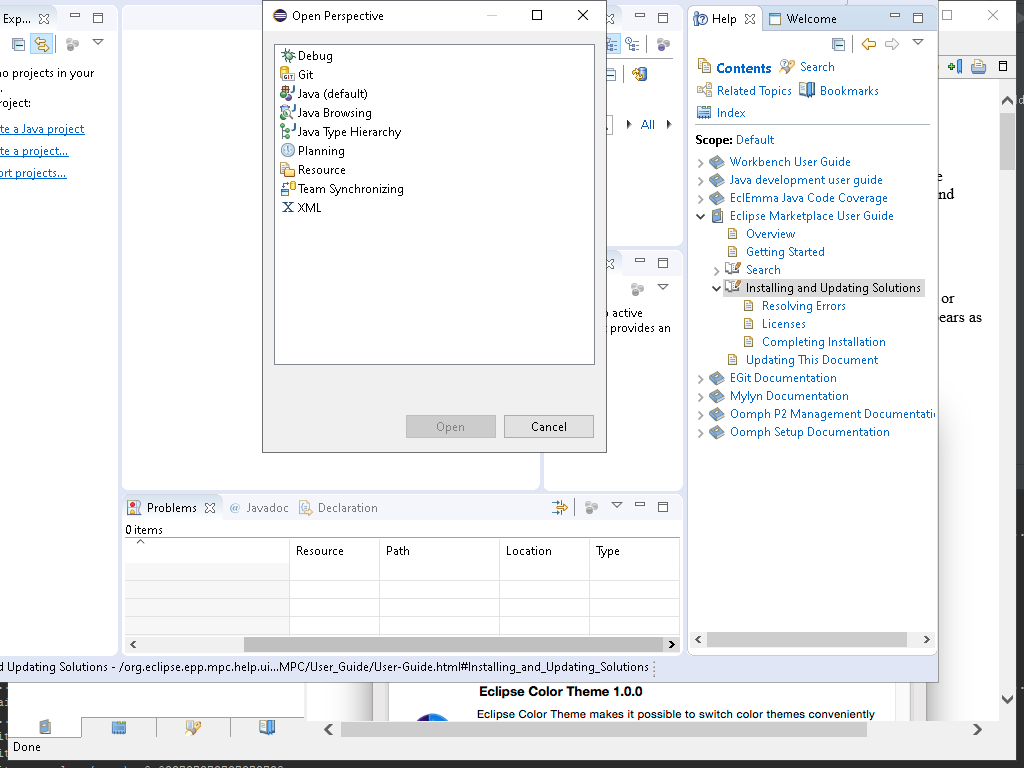 Exp...
no projects in your
project:
te a Java project
te a project...
ort projects...
Open Perspective
Debug
Git
Java (default)
Java Browsing
Java Type Hierarchy
Planning
Resource
Team Synchronizing
XML
Open
Cancel
All
active
provides an
Help
Welcome
Contents
Search
Related Topics
Bookmarks
Index
Scope: Default
Workbench User Guide
Java development user guide
EclEmma Java Code Coverage
Eclipse Marketplace User Guide
Overview
Getting Started
Search
Installing and Updating Solutions
Resolving Errors
Licenses
Completing Installation
Updating This Document
EGit Documentation
Mylyn Documentation
Oomph P2 Management Documentati
Oomph Setup Documentation
nd
or
ears as
Problems
@ Javadoc
Declaration
0 items
Resource
Path
Location
Type
d Updating Solutions - /org.eclipse.epp.mpc.help.ui...MPC/User_Guide/User-Guide.html#Installing_and_Updating_Solutions
Eclipse Color Theme 1.0.0
Eclipse Color Theme makes it possible to switch color themes conveniently
Done